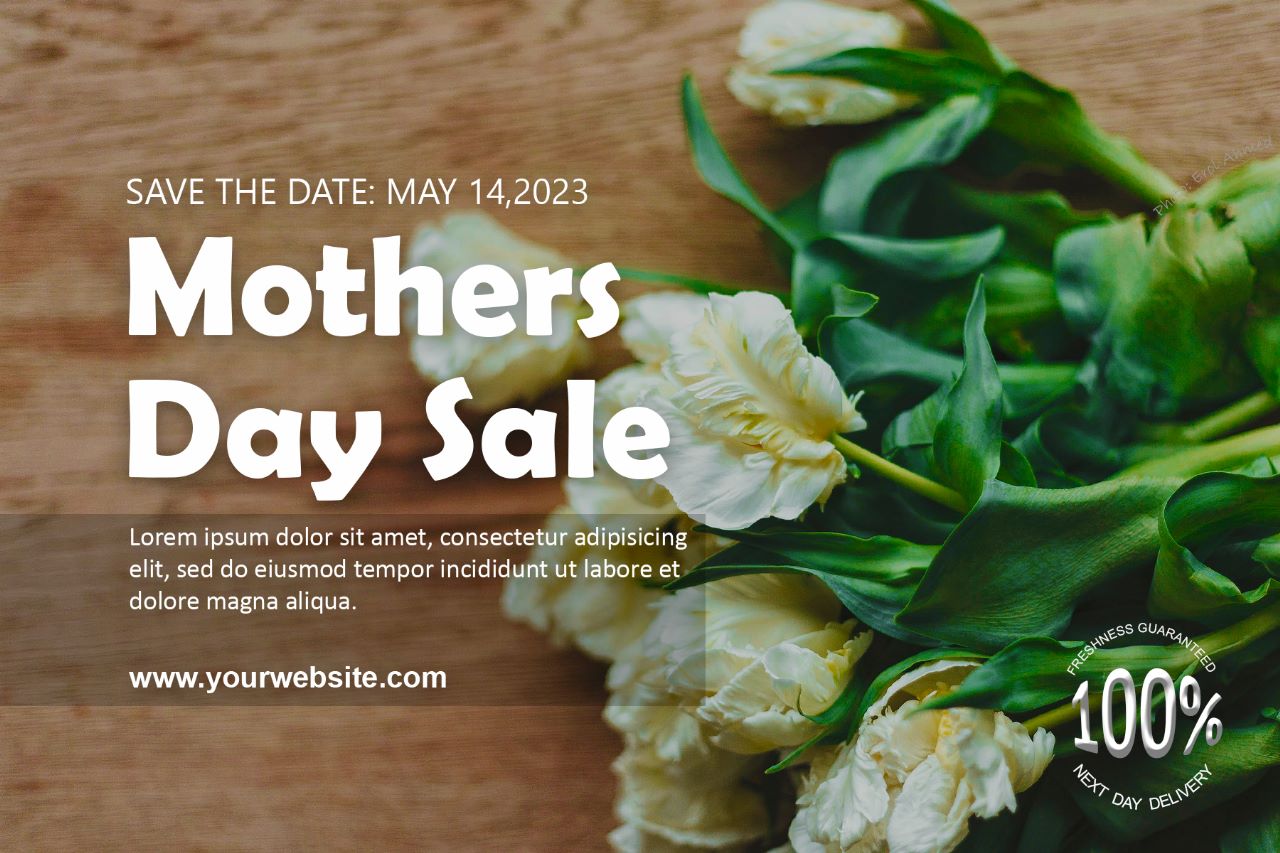 SAVE THE DATE: MAY 14,2023
Mothers
Day Sale
Lorem ipsum dolor sit amet, consectetur adipisicing
elit, sed do eiusmod tempor incididunt ut labore et
dolore magna aliqua.
www.yourwebsite.com
FRESHNESS GUARANTEED
100%
NEXT DAY DELIVERY
Photo: